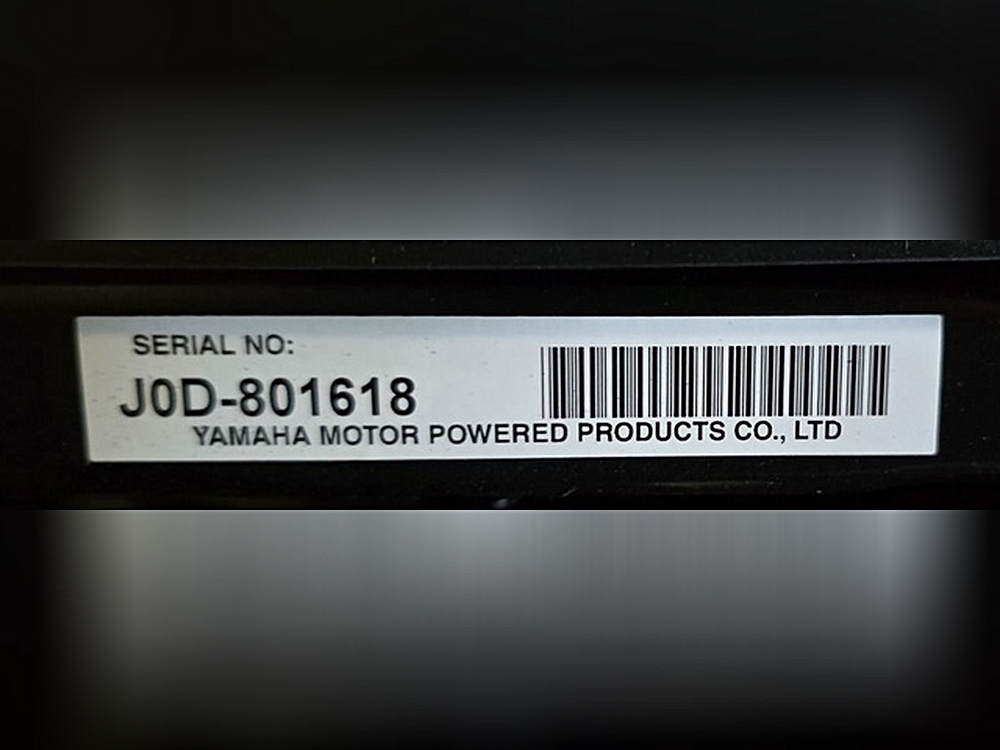 SERIAL NO:
J0D-801618
YAMAHA MOTOR POWERED PRODUCTS CO., LTD